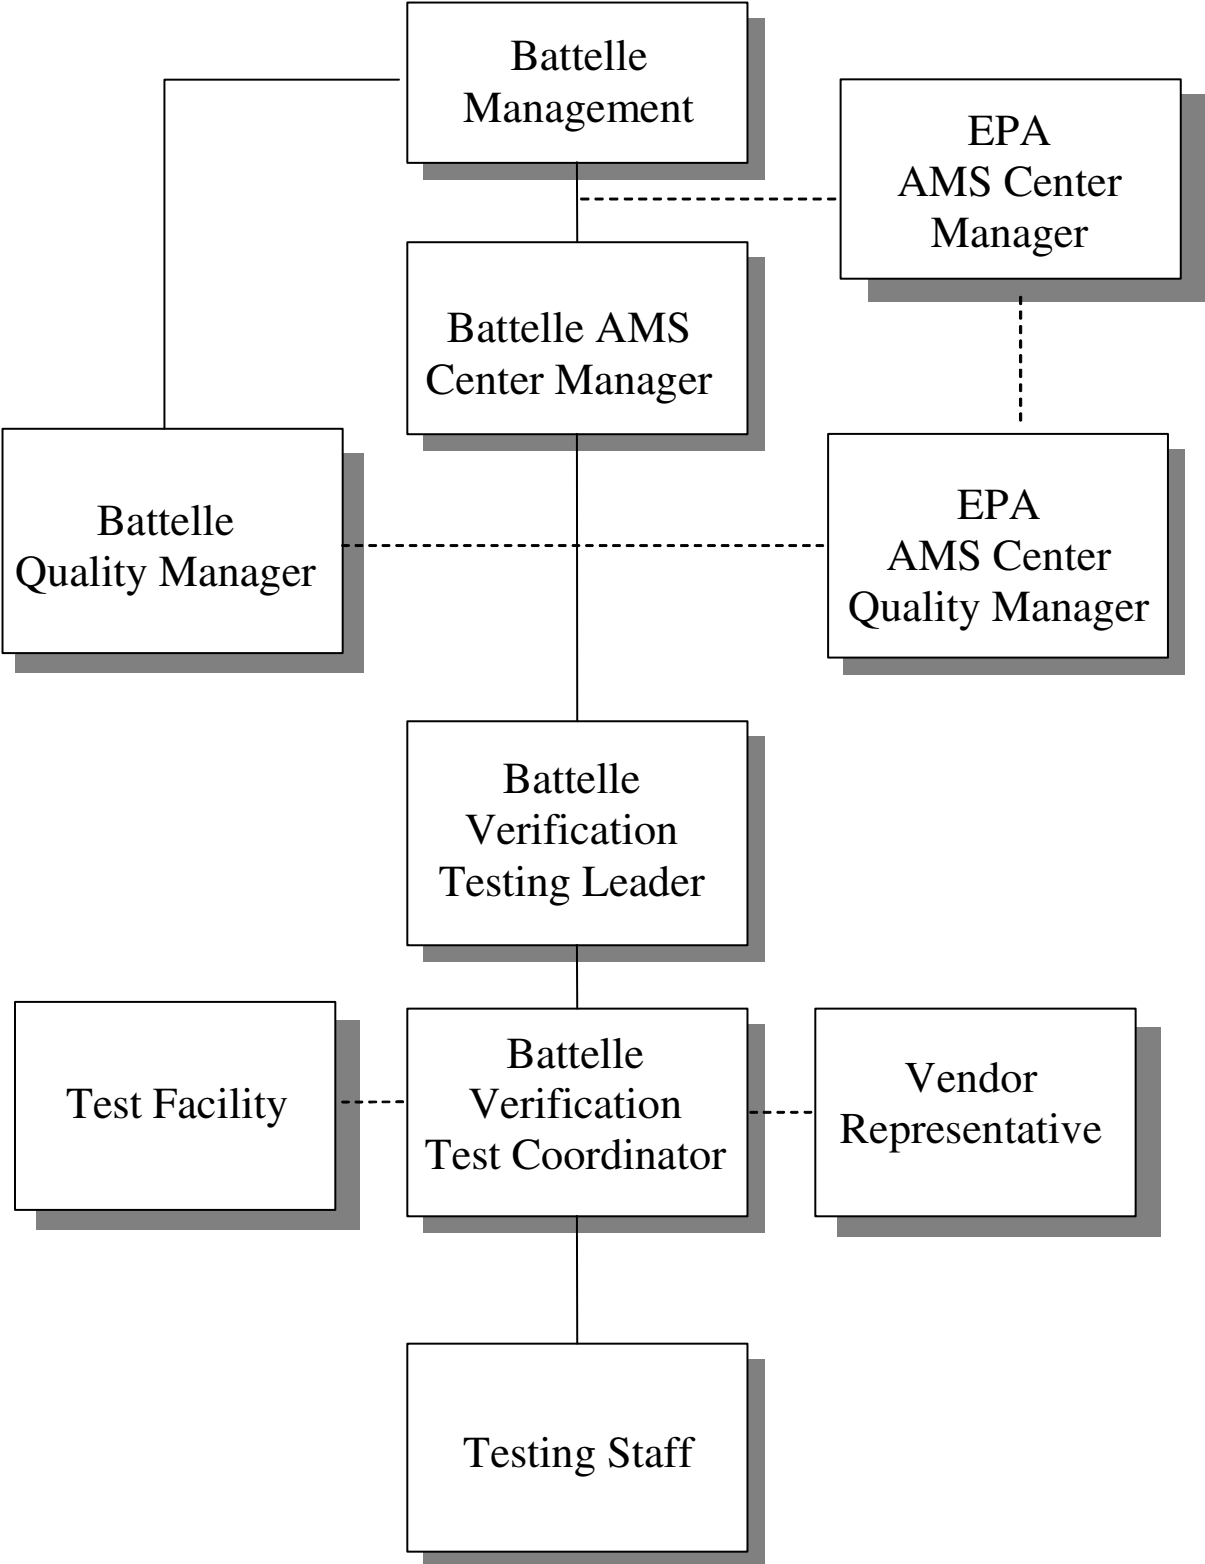 Battelle
Management
EPA
AMS Center
Manager
Battelle AMS
Center Manager
Battelle
Quality Manager
EPA
AMS Center
Quality Manager
Battelle
Verification
Testing Leader
Test Facility
Battelle
Verification
Test Coordinator
Vendor
Representative
Testing Staff